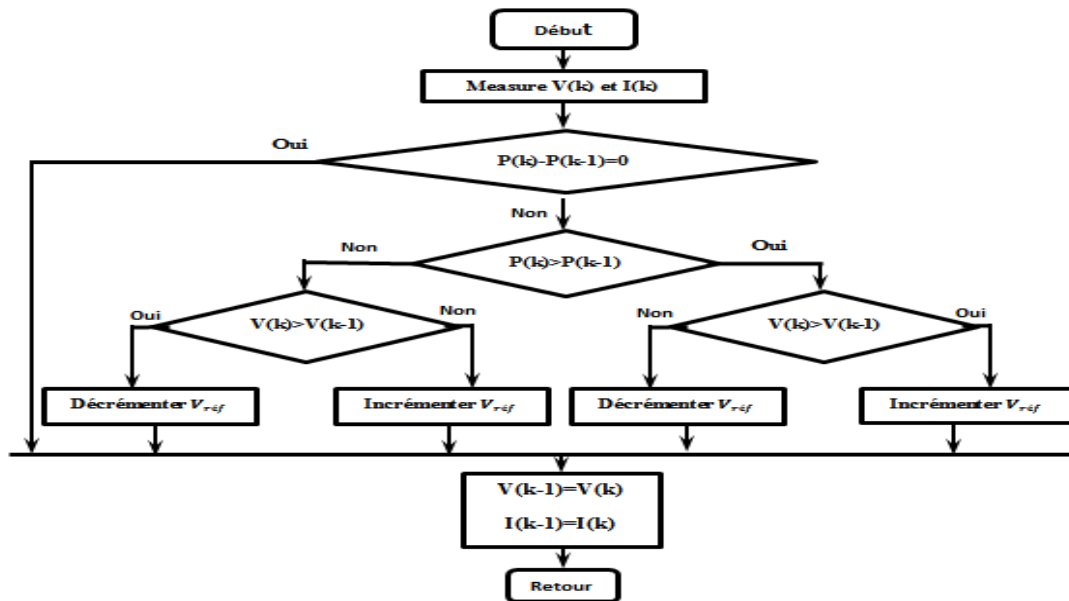 Début
Measure V(k) et I(k)
Oui
P(k)-P(k-1)=0
Non
Non
P(k)>P(k-1)
Oui
Oui
V(k)>V(k-1)
Non
Non
V(k)>V(k-1)
Oui
Décrémenter V_réf
Incrémenter V_réf
Décrémenter V_réf
Incrémenter V_réf
V(k-1)=V(k)
I(k-1)=I(k)
Retour